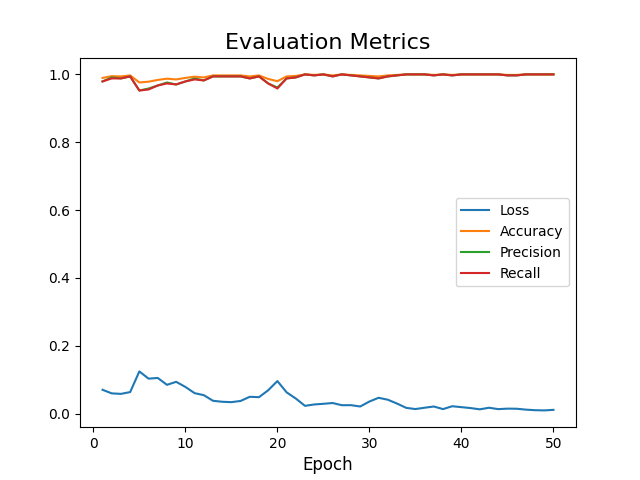 Evaluation Metrics
1.0
0.8
0.6
0.4
0.2
0.0
Loss
Accuracy
Precision
Recall
0 10 20 30 40 50
Epoch